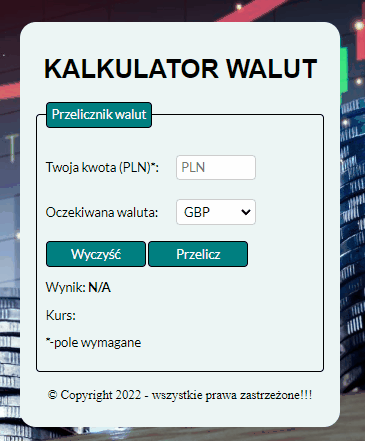 KALKULATOR WALUT
Przelicznik walut
Twoja kwota (PLN)*: PLN
Oczekiwana waluta: GBP
Wyczyść Przelicz
Wynik: N/A
Kurs:
*-pole wymagane
© Copyright 2022 - wszystkie prawa zastrzeżone!!!